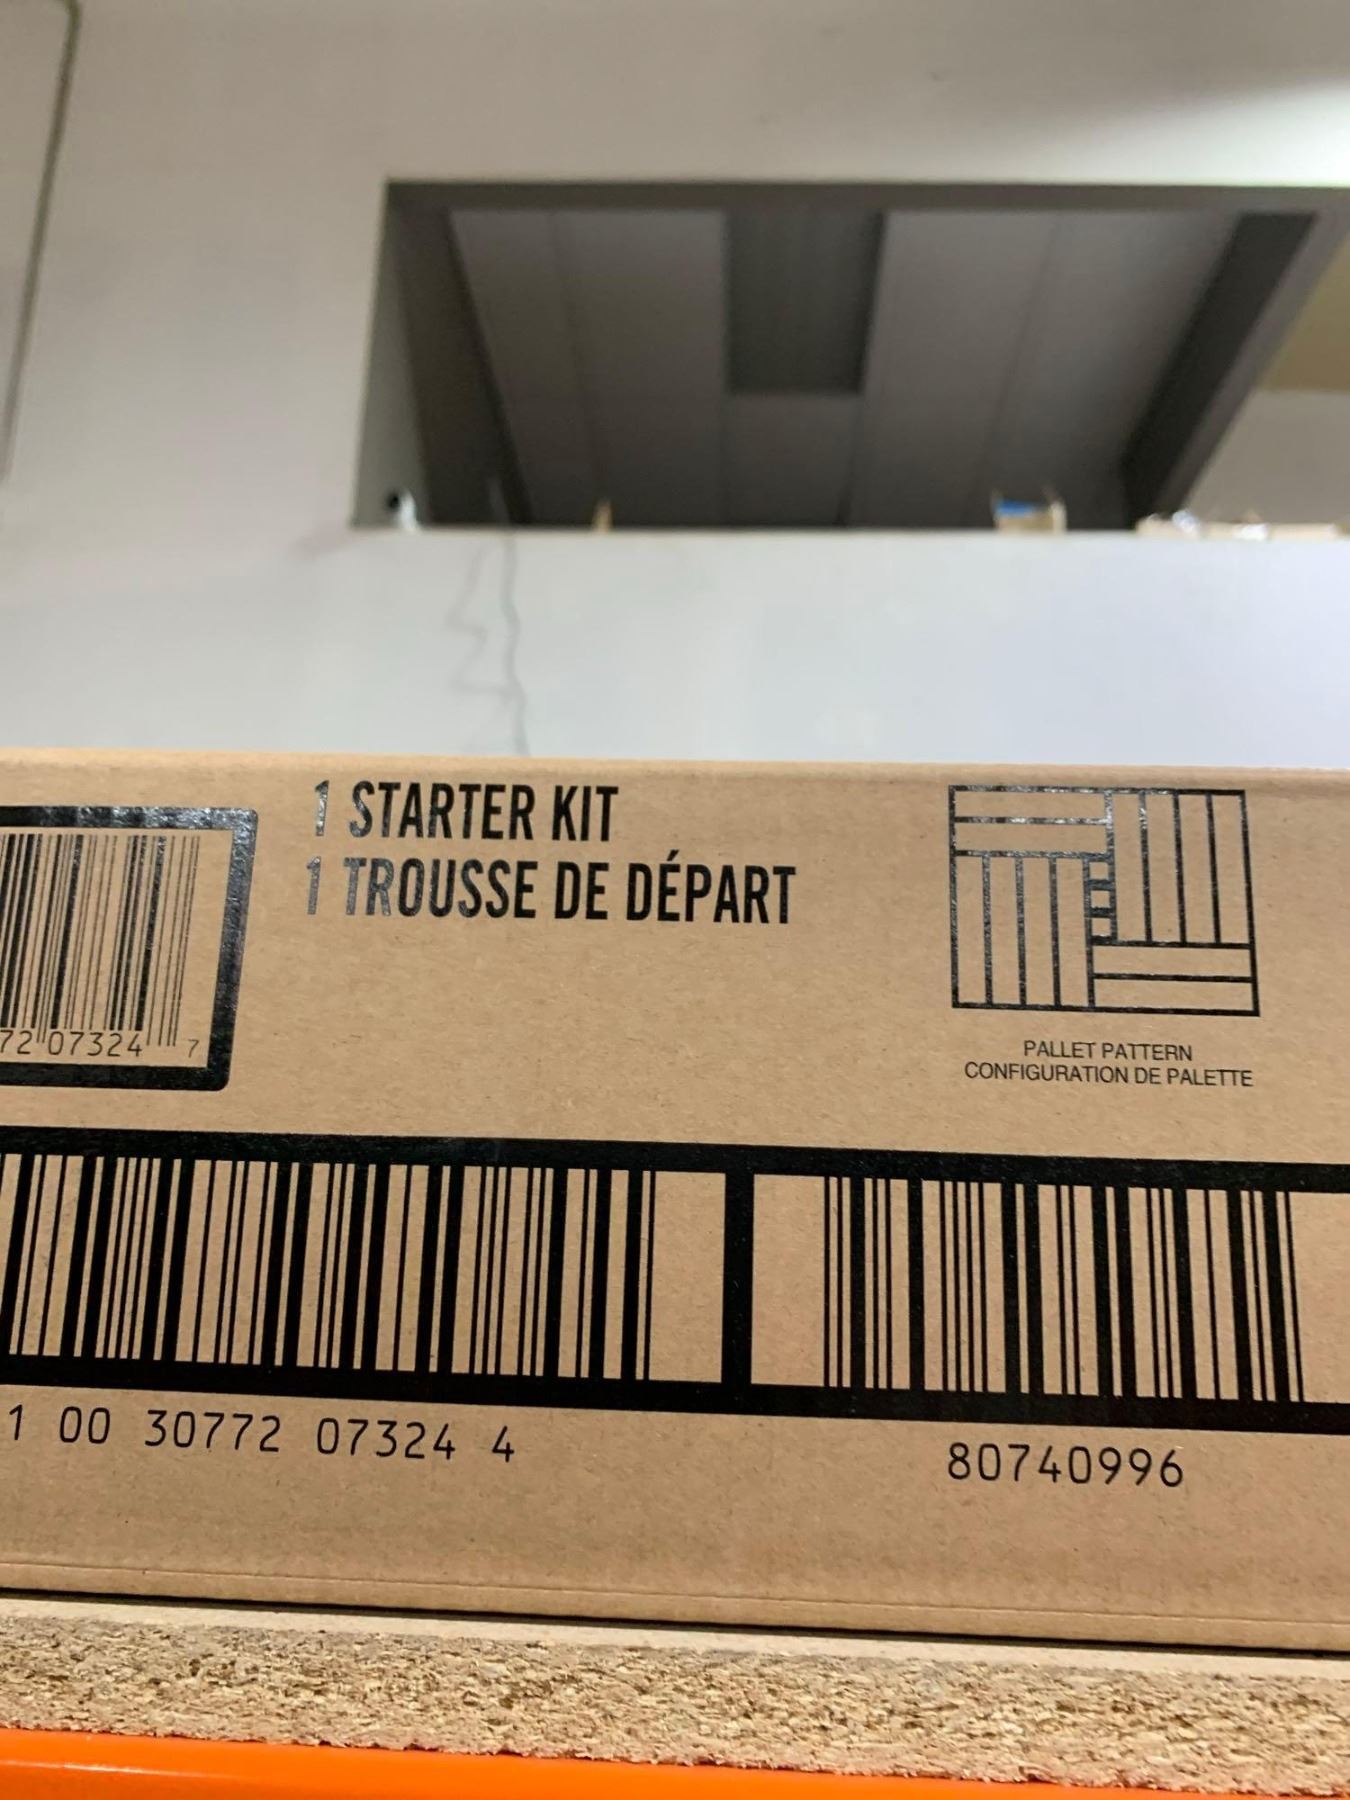 1 STARTER KIT
1 TROUSSE DE DÉPART
72 07324 7
PALLET PATTERN
CONFIGURATION DE PALETTE
1 00 30772 07324 4
80740996